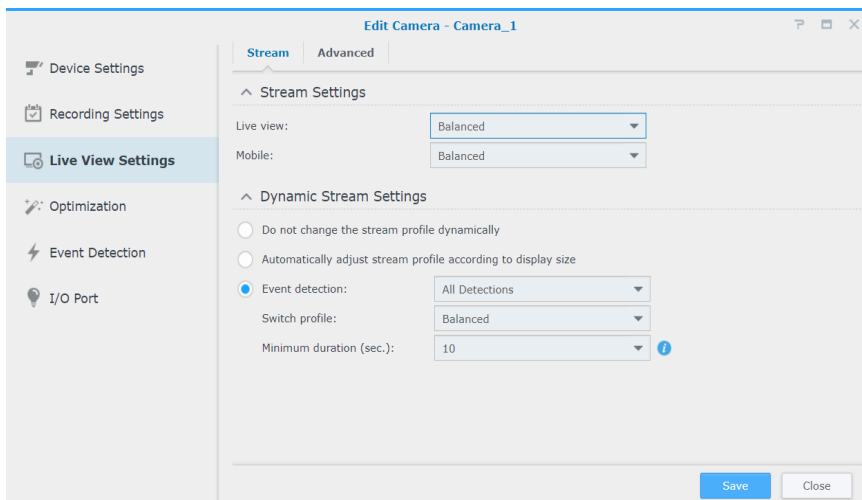 Edit Camera - Camera_1
Device Settings
Recording Settings
Live View Settings
Optimization
Event Detection
I/O Port
Stream Advanced
Stream Settings
Live view: Balanced
Mobile: Balanced
Dynamic Stream Settings
Do not change the stream profile dynamically
Automatically adjust stream profile according to display size
Event detection: All Detections
Switch profile: Balanced
Minimum duration (sec.): 10
Save Close